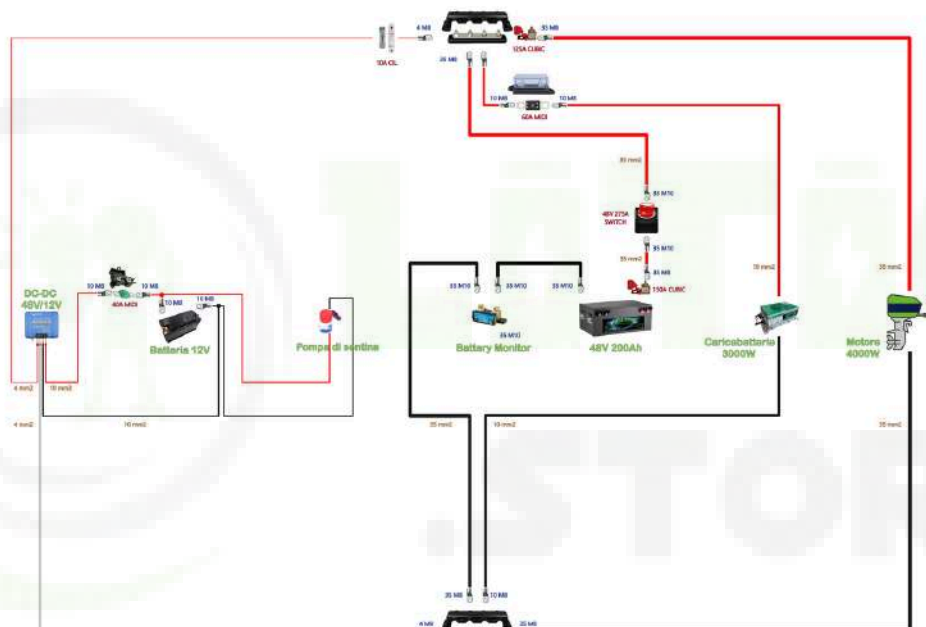 4 M8
35 M8
10A CIL
125A CUBIC
35 M8
10 M8
10 M8
60A MIDI
35 mm2
35 M10
48V 275A
SWITCH
35 M10
35 mm2
35 M8
150A CUBIC
DC-DC
48V/12V
10 M8
10 M8
40A MIDI
10 M8
10 M8
Batteria 12V
Pompa di sentina
35 M10
35 M10
35 M10
35 M10
Battery Monitor
48V 200Ah
Caricabatterie
3000W
Motore
4000W
35 mm2
4 mm2
10 mm2
4 mm2
10 mm2
35 mm2
10 mm2
35 mm2
35 M8
10 M8
4 M8
35 M8
.STOR